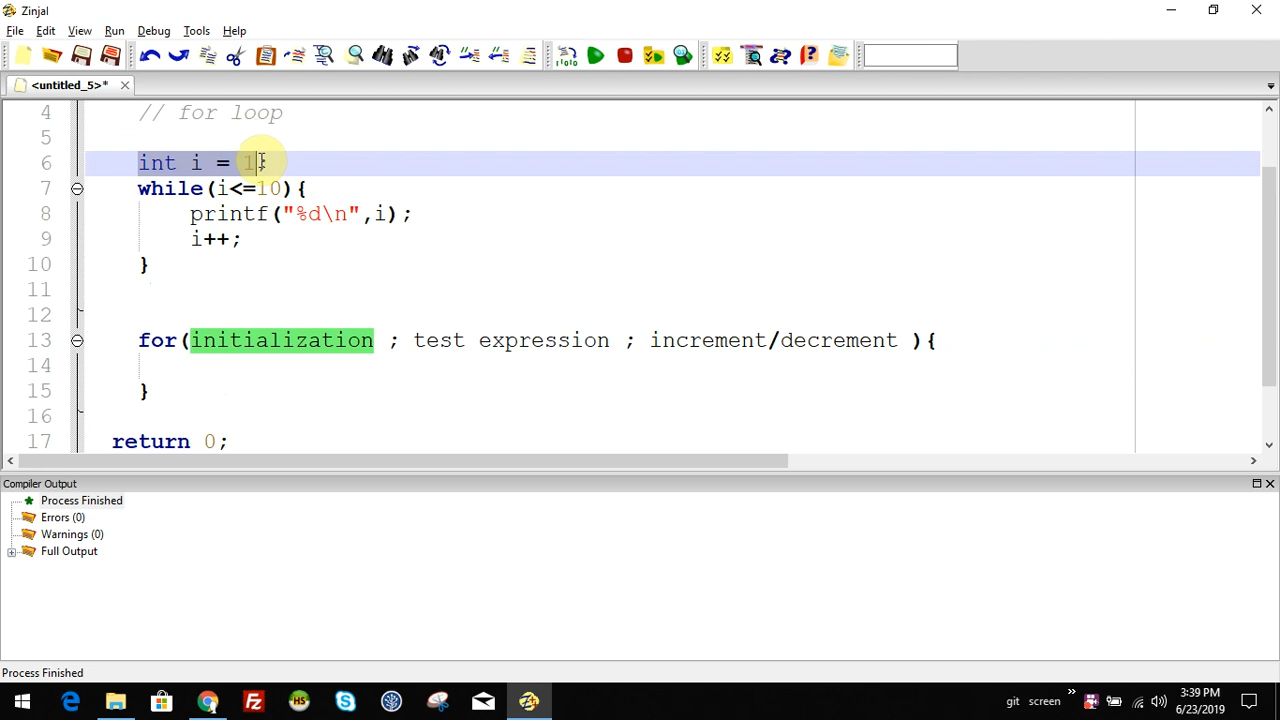 Zinjal
File Edit View Run Debug Tools Help
<untitled_5>*
4 // for loop
5
6 int i = 1;
7 while(i<=10){
8 printf("%d\n",i);
9 i++;
10 }
11
12
13 for(initialization ; test expression ; increment/decrement ){
14
15 }
16
17 return 0;
Compiler Output
Process Finished
Errors (0)
Warnings (0)
Full Output
Process Finished
git screen 3:39 PM
6/23/2019